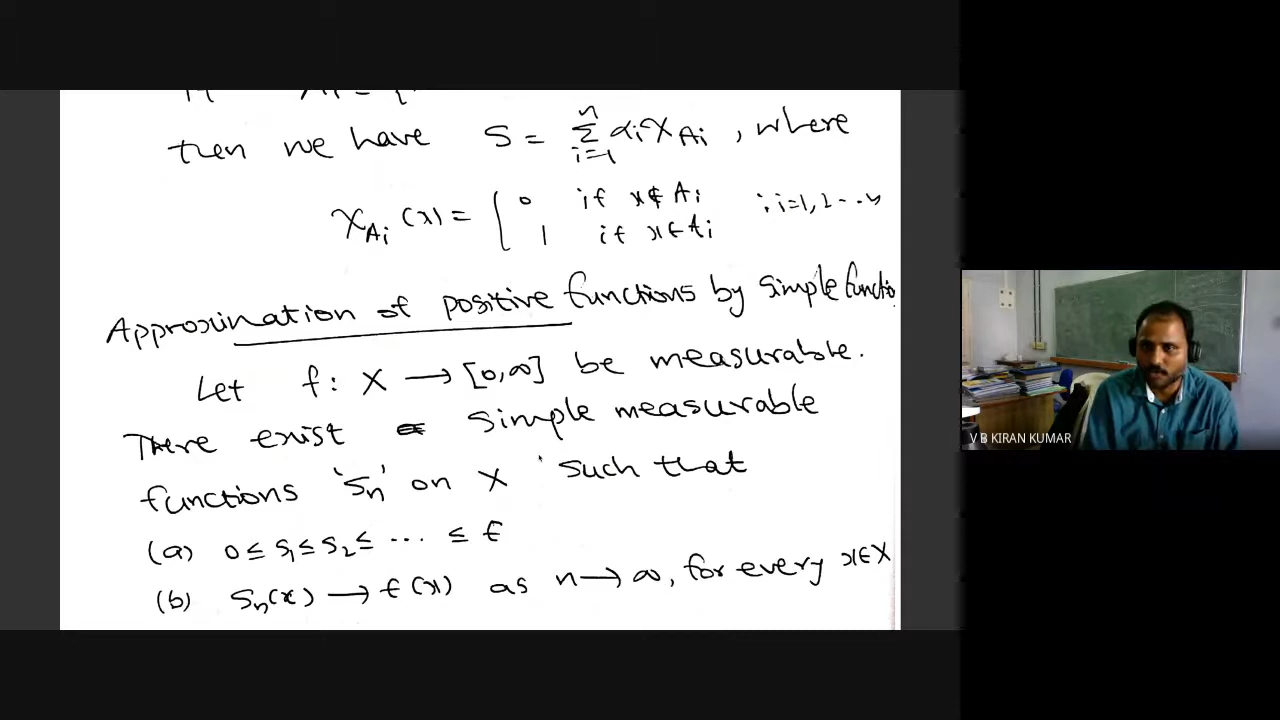 then we have S = Σ_{i=1}^{n} αi χ_{Ai} , where
χ_{Ai}(x) = { 0 if x ∉ Ai ; i=1, 2 ... n
1 if x ∈ Ai
Approximation of positive functions by simple functio
Let f : X → [0, ∞] be measurable.
There exist simple measurable
functions 'Sn' on X such that
(a) 0 ≤ S1 ≤ S2 ≤ ... ≤ f
(b) Sn(x) → f(x) as n → ∞, for every x ∈ X
V B KIRAN KUMAR